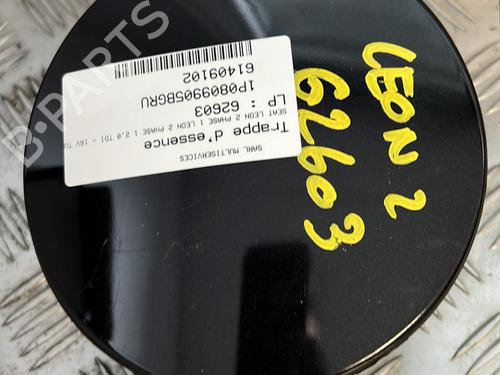 SARL MULTISERVICES
Trappe d'essence
SEAT LEON 2 PHASE 1 LEON 2 PHASE 1 2.0 TDI - 16V TU
LP : 62603
1P0809905BGRU
61409102
LEON 2
62603
B-PARTS